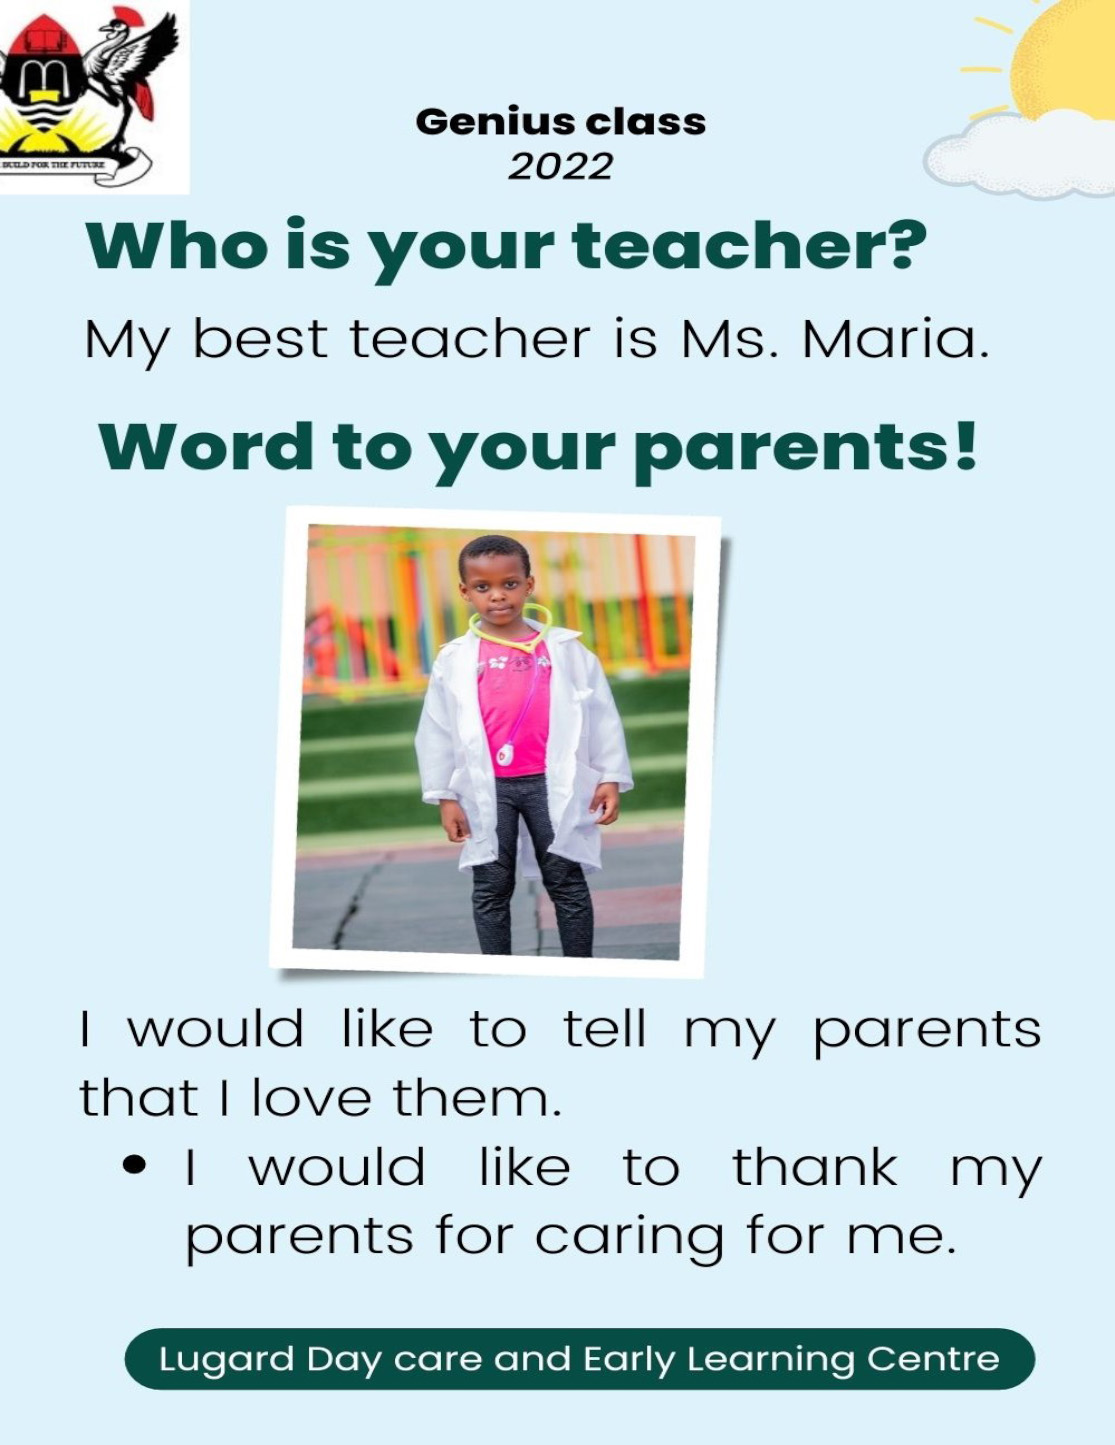 BUILD FOR THE FUTURE
Genius class
2022
Who is your teacher?
My best teacher is Ms. Maria.
Word to your parents!
I would like to tell my parents
that I love them.
• I would like to thank my
parents for caring for me.
Lugard Day care and Early Learning Centre